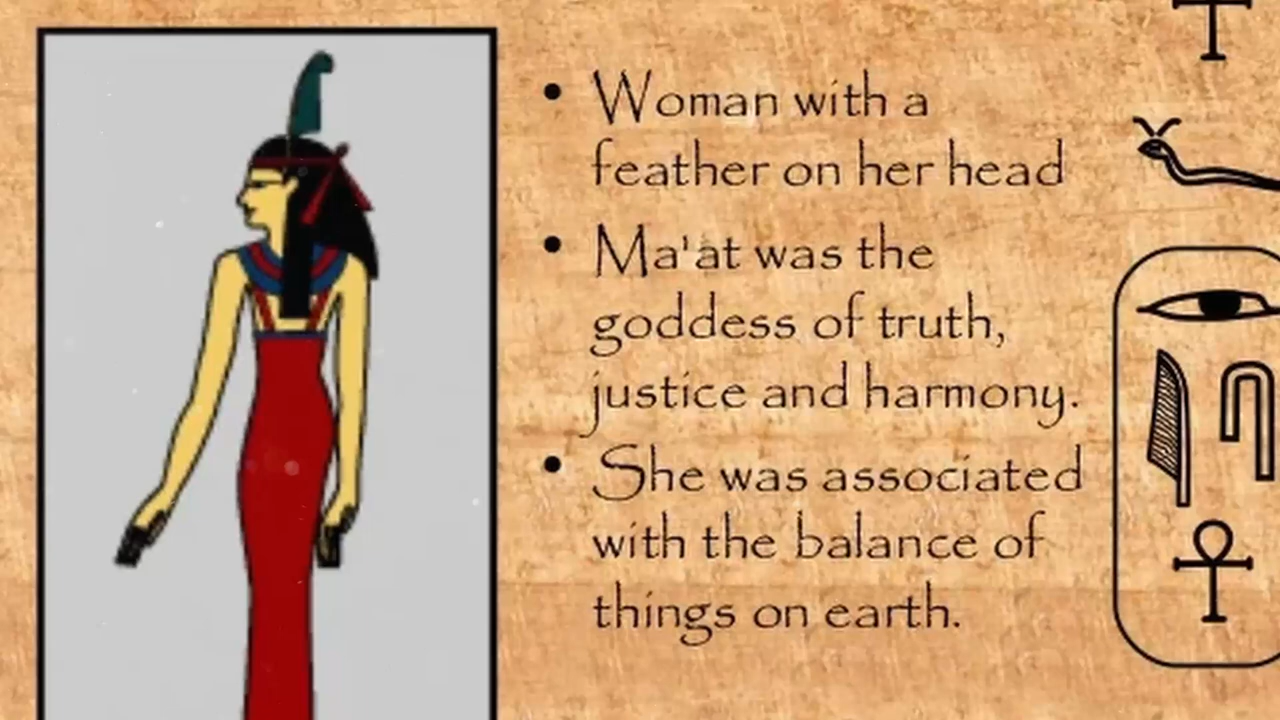 • Woman with a
feather on her head
• Ma'at was the
goddess of truth,
justice and harmony.
• She was associated
with the balance of
things on earth.